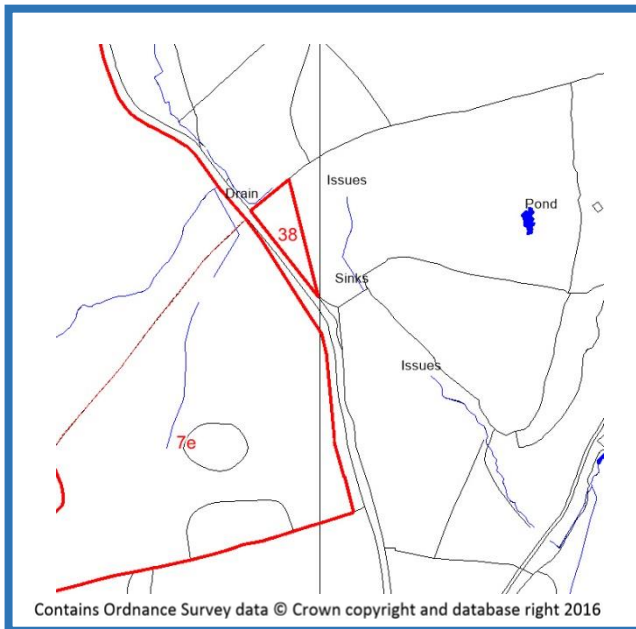 Issues
Drain
Pond
38
Sinks
Issues
7e
Contains Ordnance Survey data © Crown copyright and database right 2016